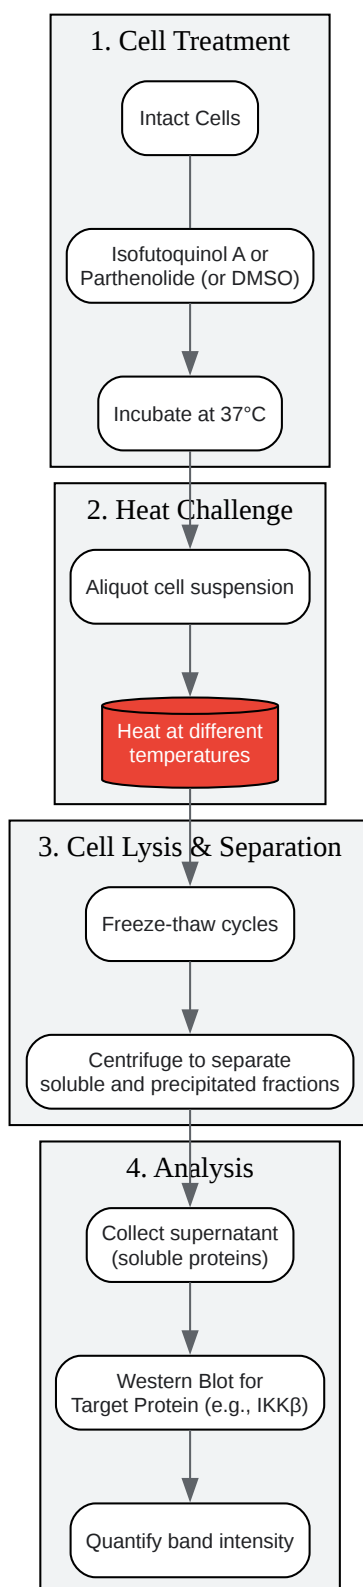 1. Cell Treatment
Intact Cells
Isofutoquinol A or
Parthenolide (or DMSO)
Incubate at 37°C
2. Heat Challenge
Aliquot cell suspension
Heat at different
temperatures
3. Cell Lysis & Separation
Freeze-thaw cycles
Centrifuge to separate
soluble and precipitated fractions
4. Analysis
Collect supernatant
(soluble proteins)
Western Blot for
Target Protein (e.g., IKKβ)
Quantify band intensity